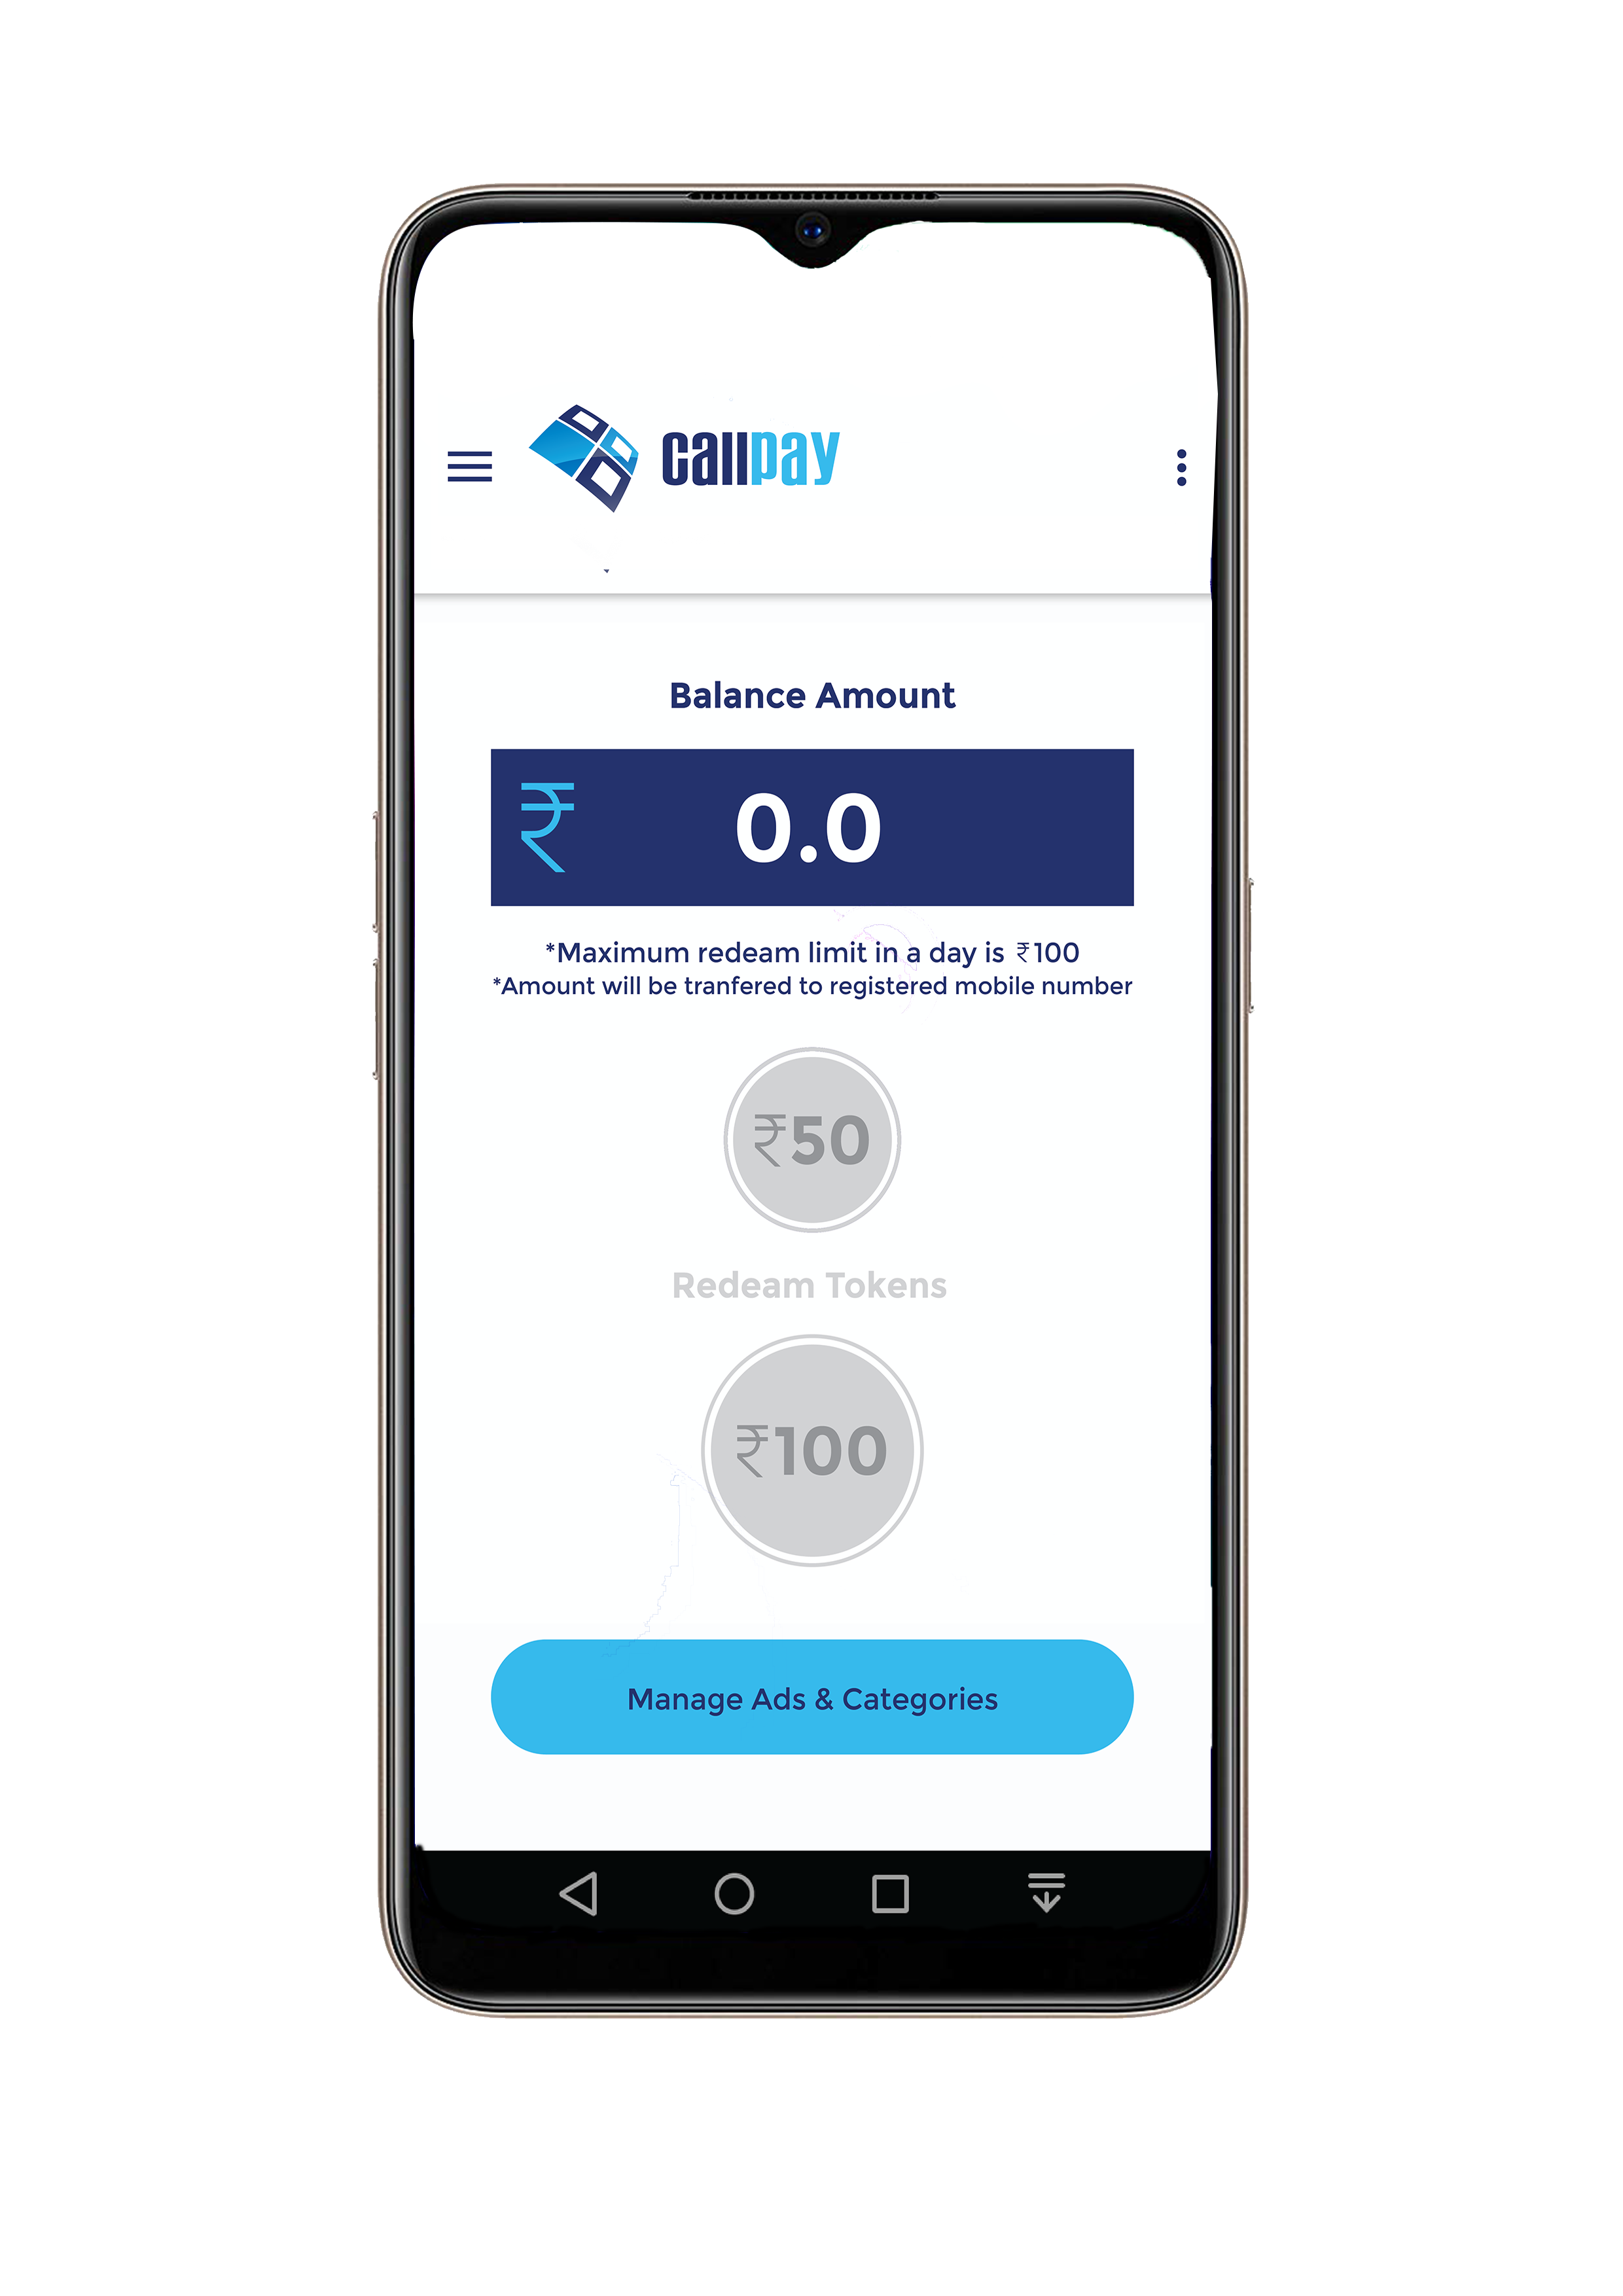 callpay
Balance Amount
₹ 0.0
*Maximum redeam limit in a day is ₹100
*Amount will be tranfered to registered mobile number
₹50
Redeam Tokens
₹100
Manage Ads & Categories